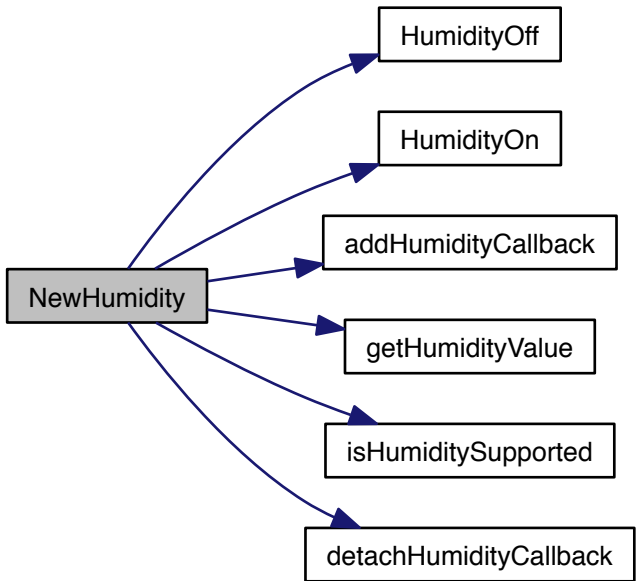 HumidityOff
HumidityOn
addHumidityCallback
NewHumidity
getHumidityValue
isHumiditySupported
detachHumidityCallback